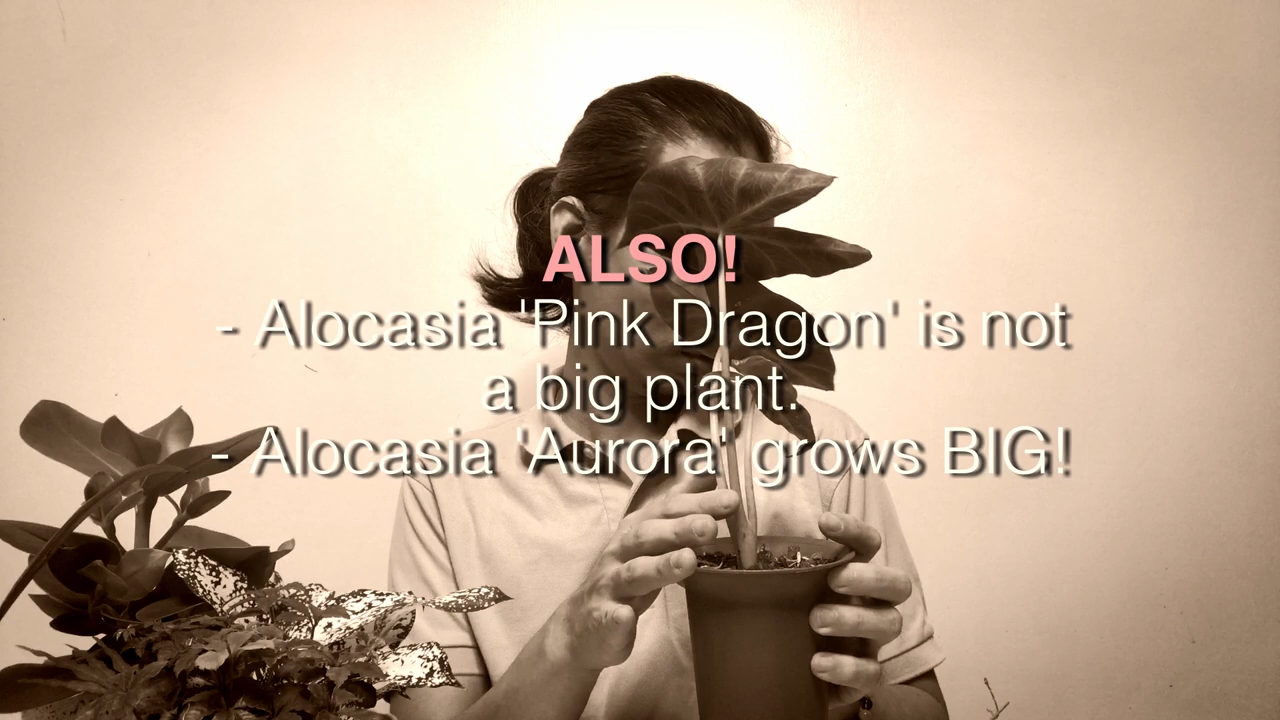 ALSO!
- Alocasia 'Pink Dragon' is not
a big plant.
- Alocasia 'Aurora' grows BIG!